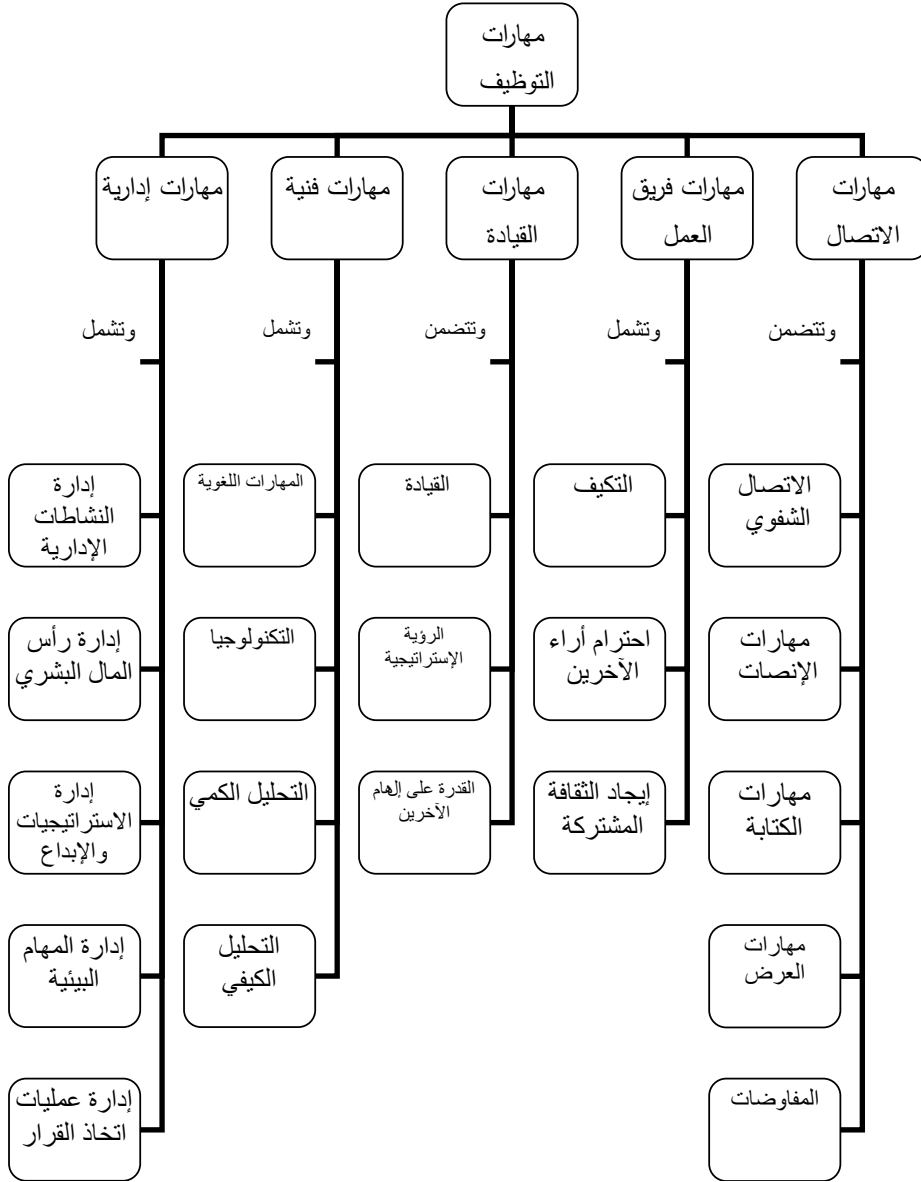 مهارات
التوظيف
مهارات
الاتصال
مهارات فريق
العمل
مهارات
القيادة
مهارات فنية
مهارات إدارية
وتتضمن
وتشمل
وتتضمن
وتشمل
وتشمل
الاتصال
الشفوي
التكيف
القيادة
المهارات اللغوية
إدارة
النشاطات
الإدارية
مهارات
الإنصات
احترام أراء
الآخرين
الرؤية
الإستراتيجية
التكنولوجيا
إدارة رأس
المال البشري
مهارات
الكتابة
إيجاد الثقافة
المشتركة
القدرة على إلهام
الآخرين
التحليل الكمي
إدارة
الاستراتيجيات
والإبداع
مهارات
العرض
التحليل
الكيفي
إدارة المهام
البيئية
المفاوضات
إدارة عمليات
اتخاذ القرار